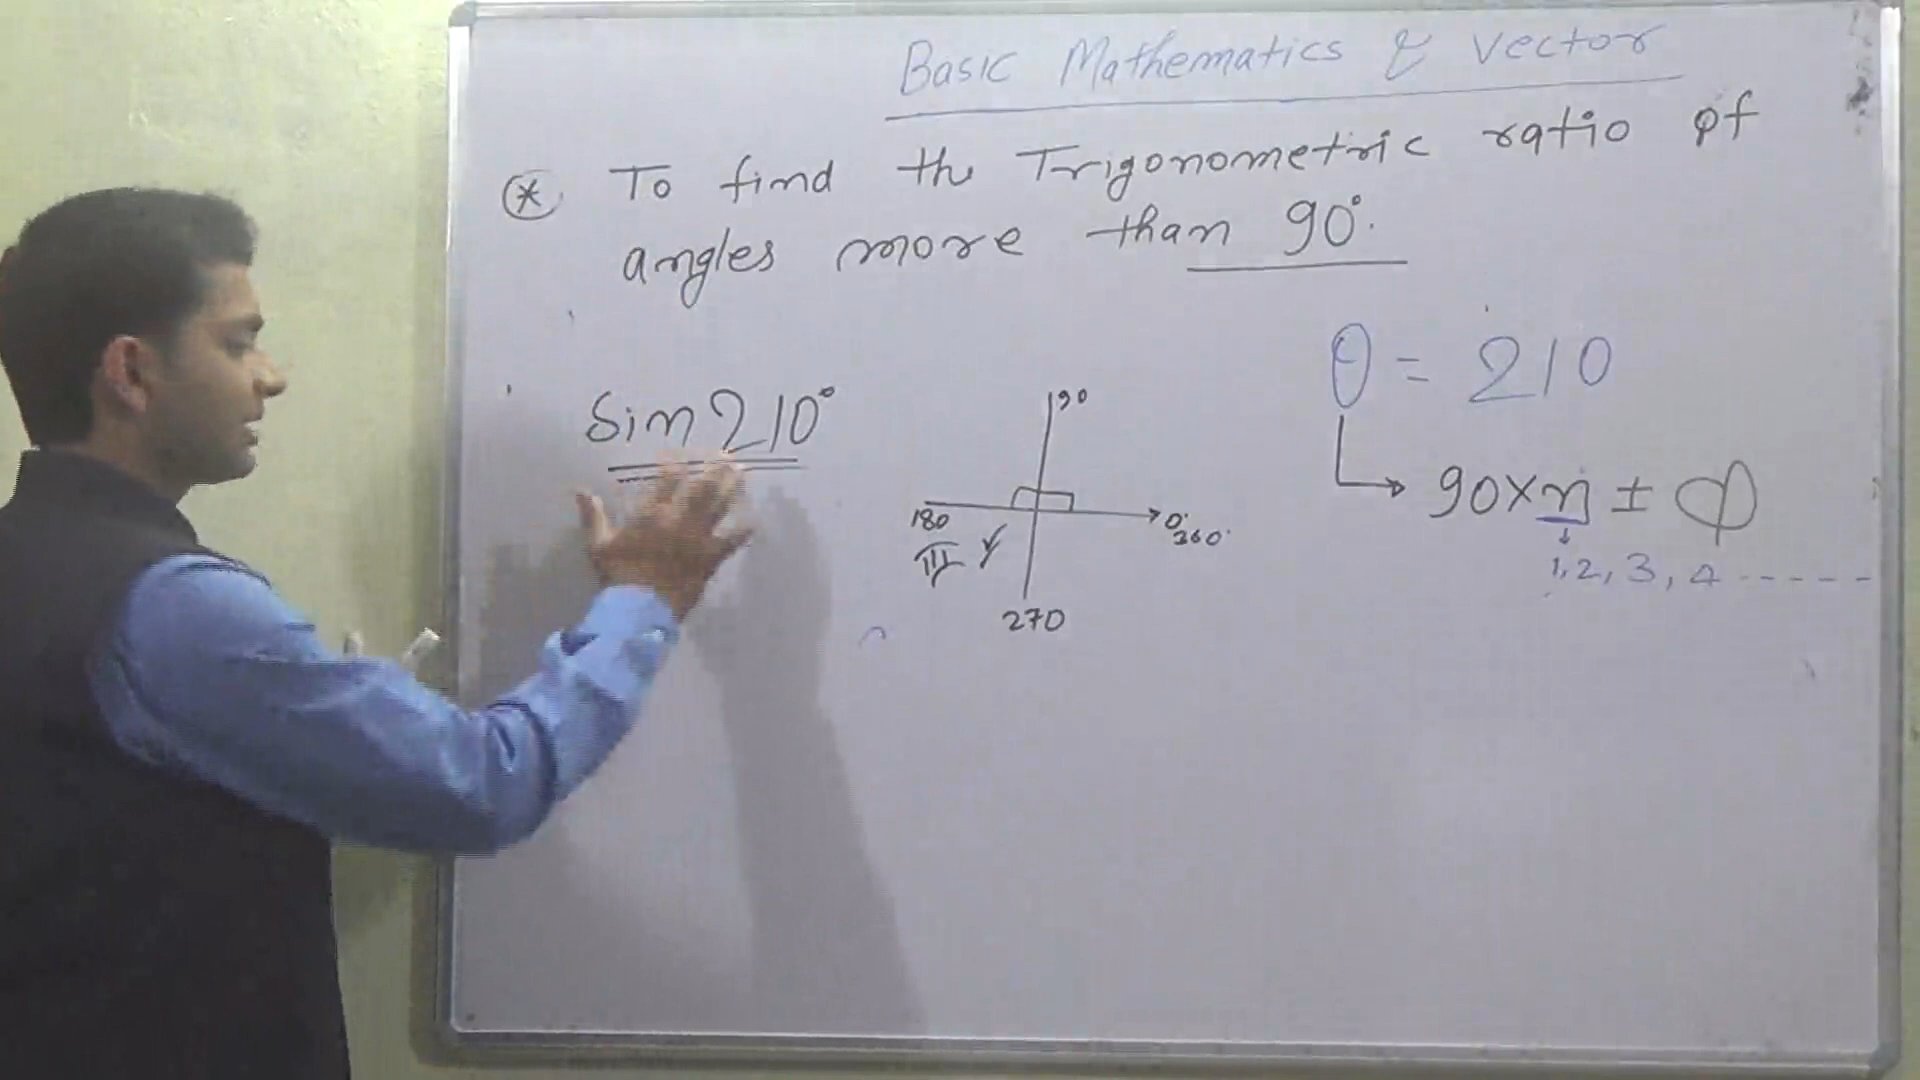 Basic Mathematics & Vector
* To find the Trigonometric ratio of
angles more than 90°.
Sin 210°
θ = 210
90×n ± φ
1, 2, 3, 4 -----
90
180
0°
360°
III ✓
270